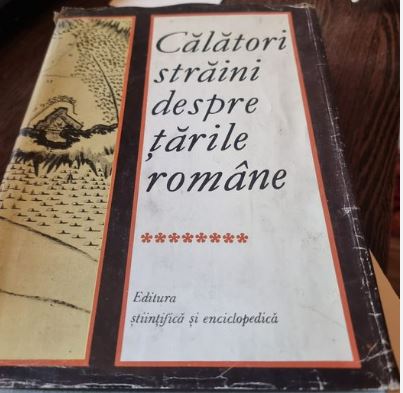 Călători
străini
despre
țările
române
********
Editura
științifică și enciclopedică